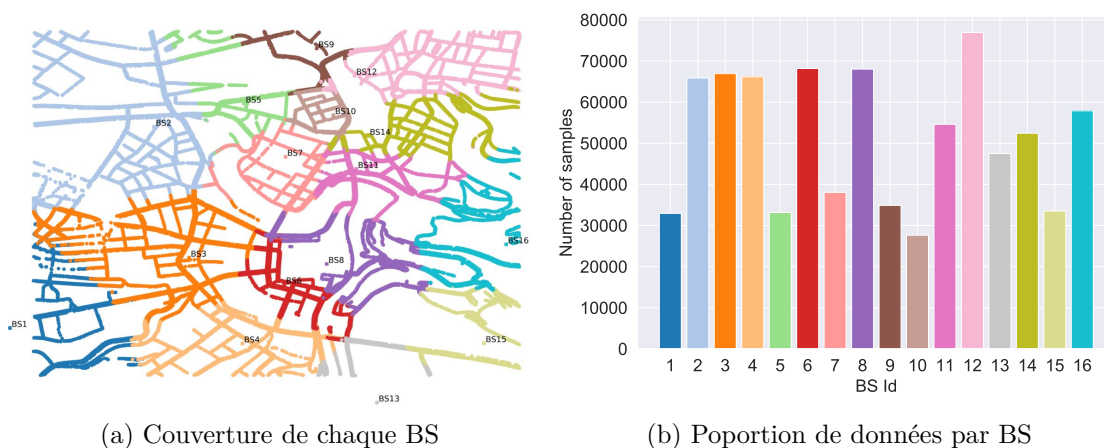 BS9
BS12
BS5
BS10
BS2
BS14
BS7
BS11
BS16
BS3
BS8
BS6
BS1
BS4
BS15
BS13
(a) Couverture de chaque BS
80000
70000
60000
50000
40000
30000
20000
10000
0
Number of samples
1 2 3 4 5 6 7 8 9 10 11 12 13 14 15 16
BS Id
(b) Poportion de données par BS